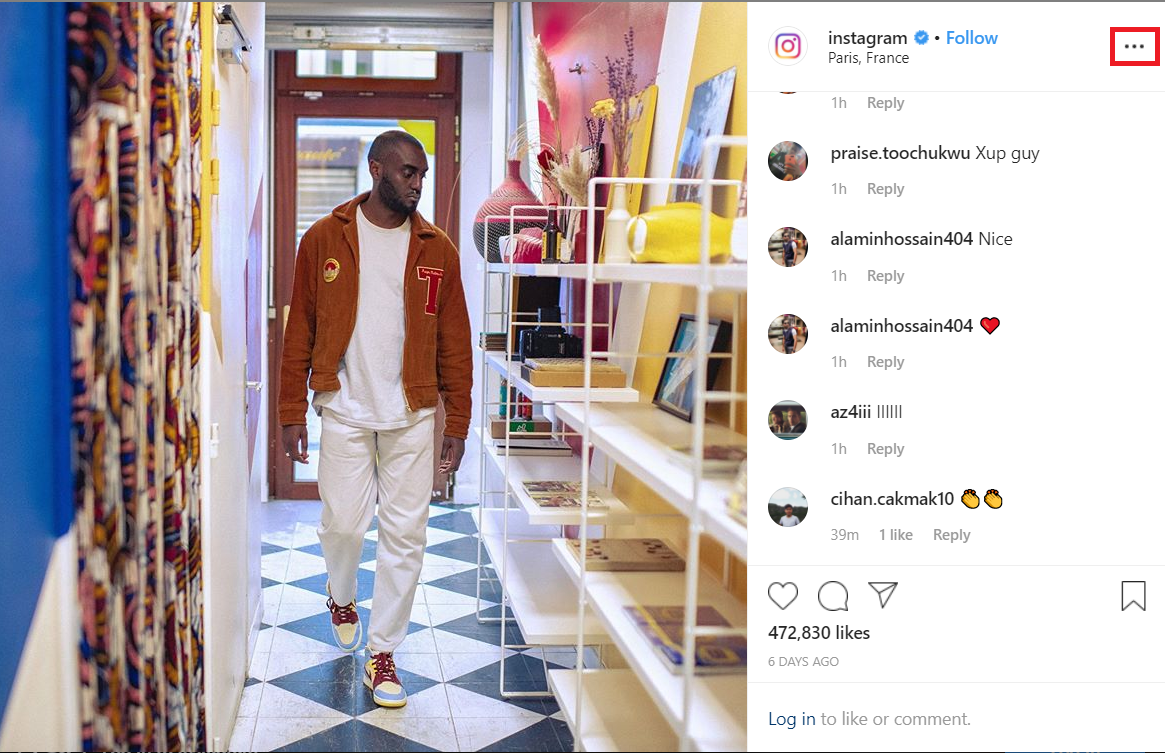 instagram • Follow
Paris, France
•••
1h Reply
praise.toochukwu Xup guy
1h Reply
alaminhossain404 Nice
1h Reply
alaminhossain404 ❤️
1h Reply
az4iii llllll
1h Reply
cihan.cakmak10 👏👏
39m 1 like Reply
472,830 likes
6 DAYS AGO
Log in to like or comment.
T